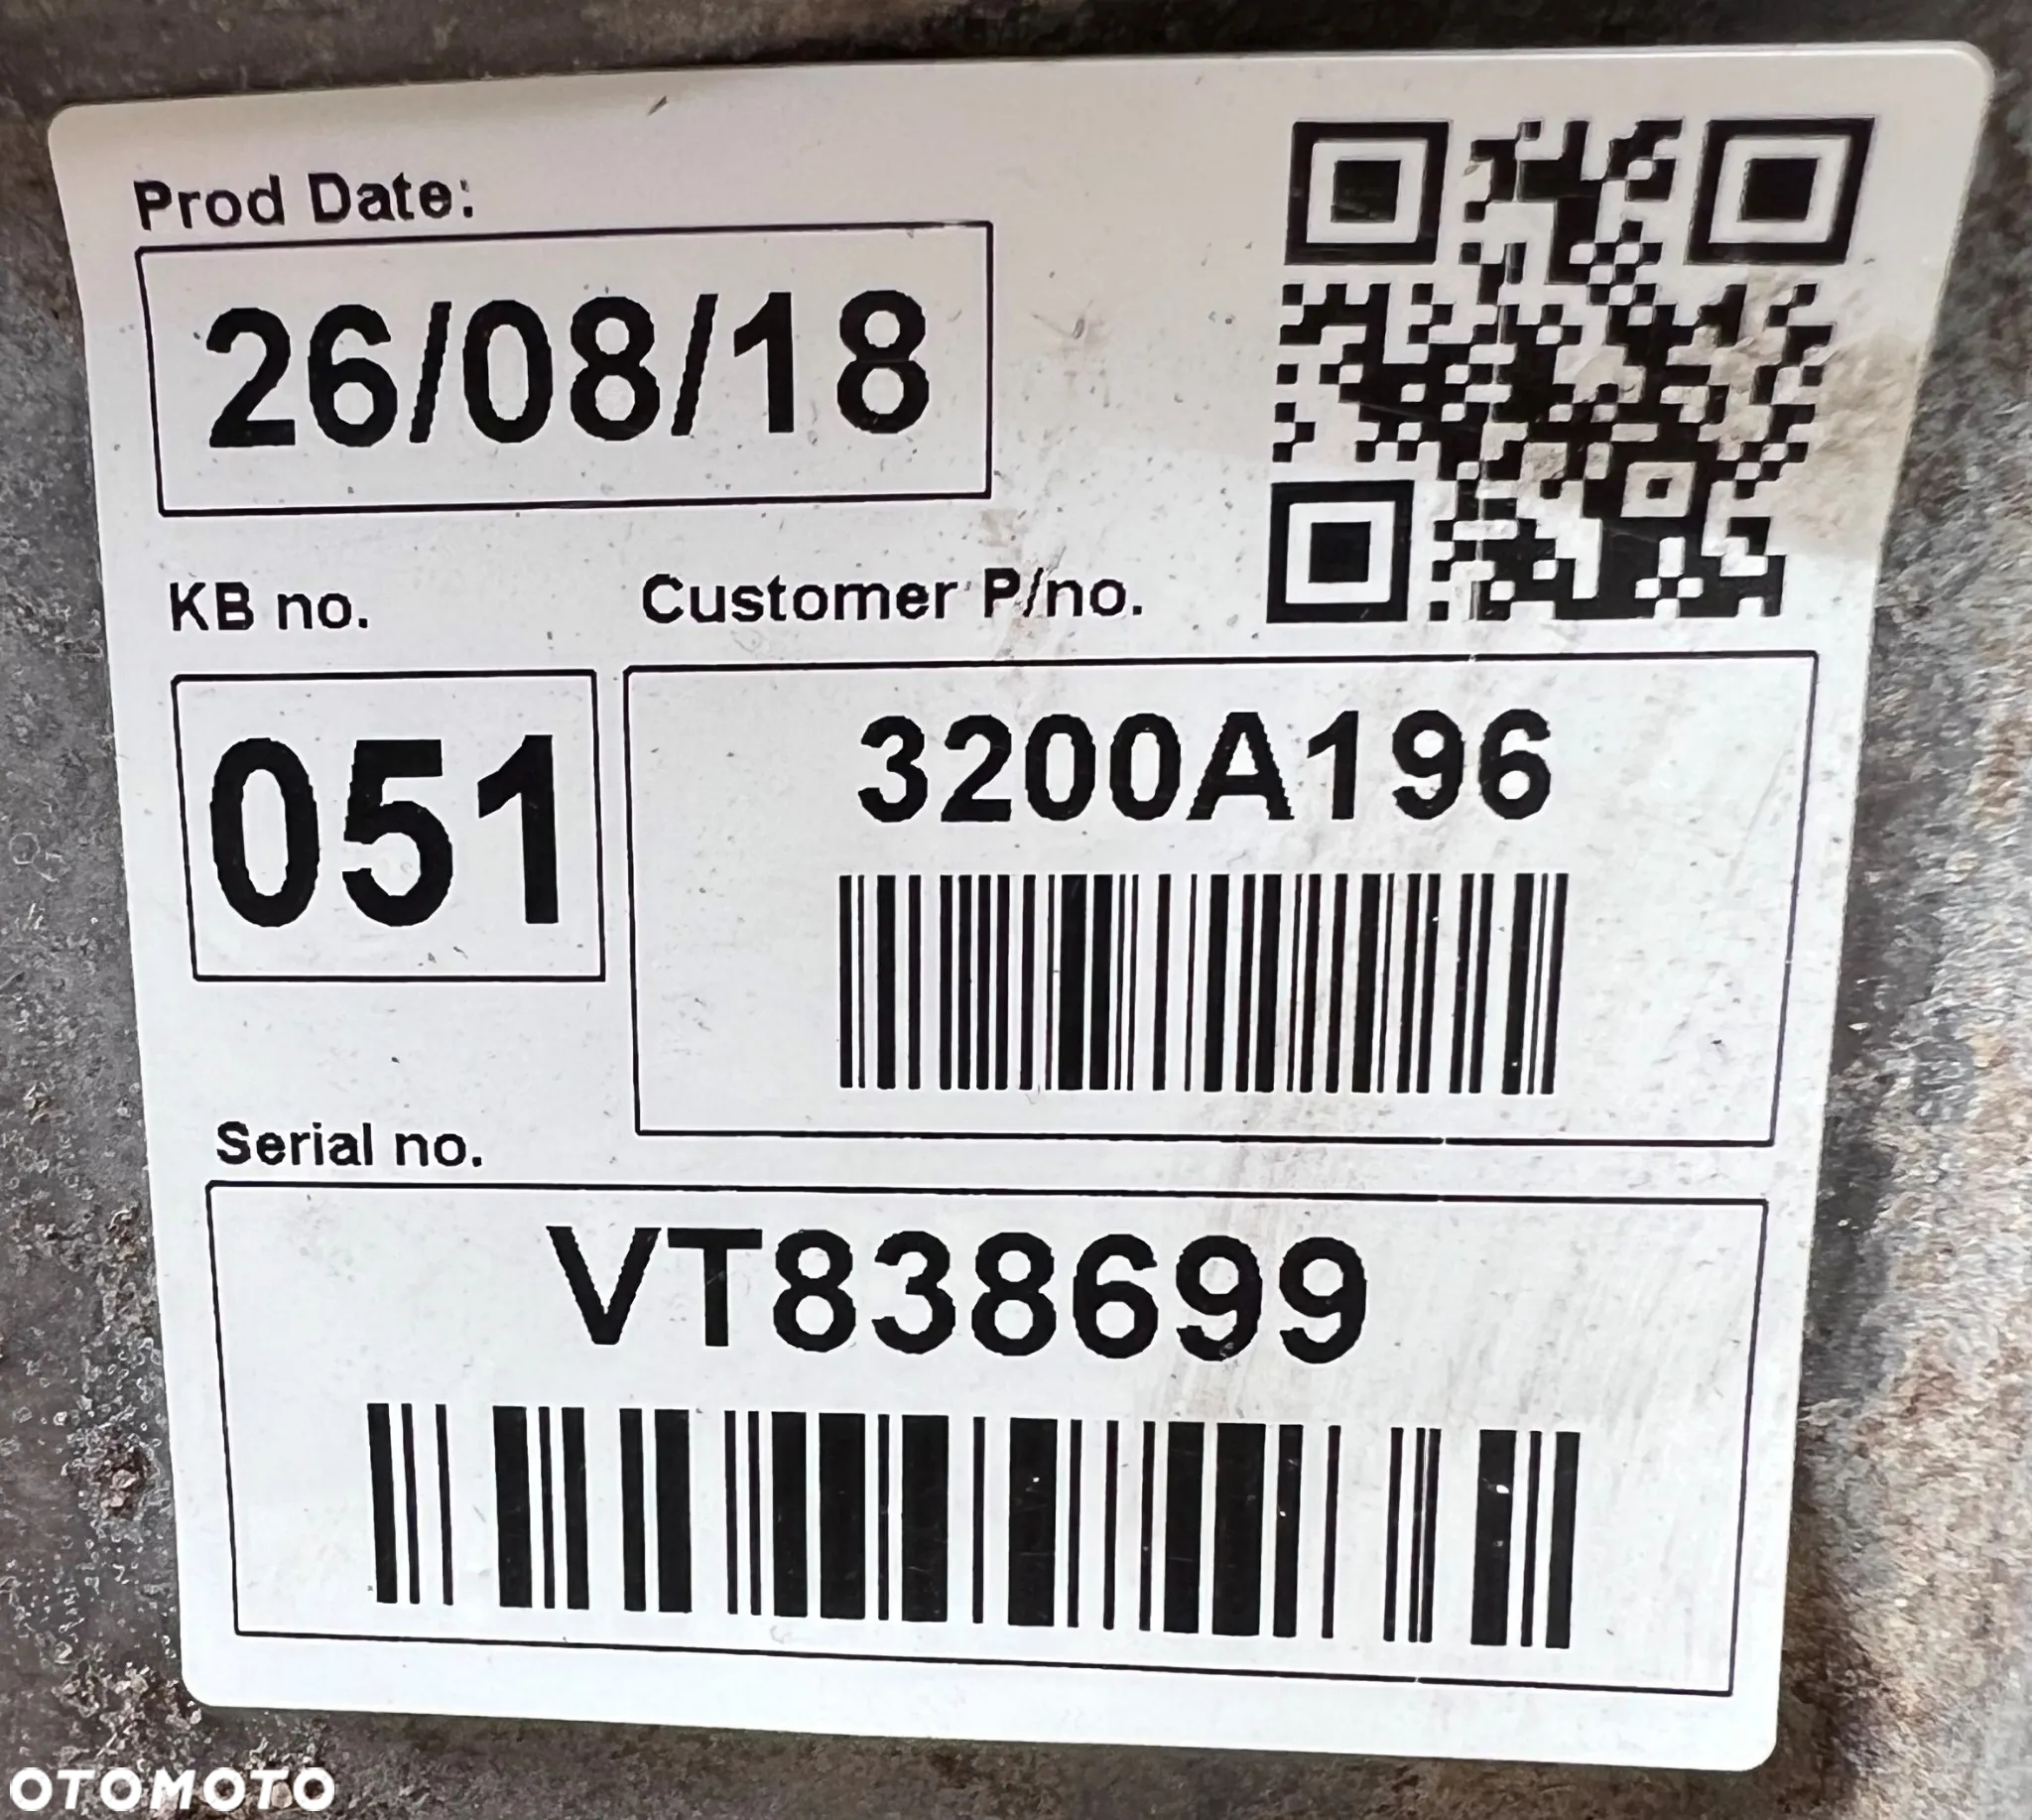 Prod Date:
26/08/18
KB no.
Customer P/no.
051
3200A196
Serial no.
VT838699
OTOMOTO